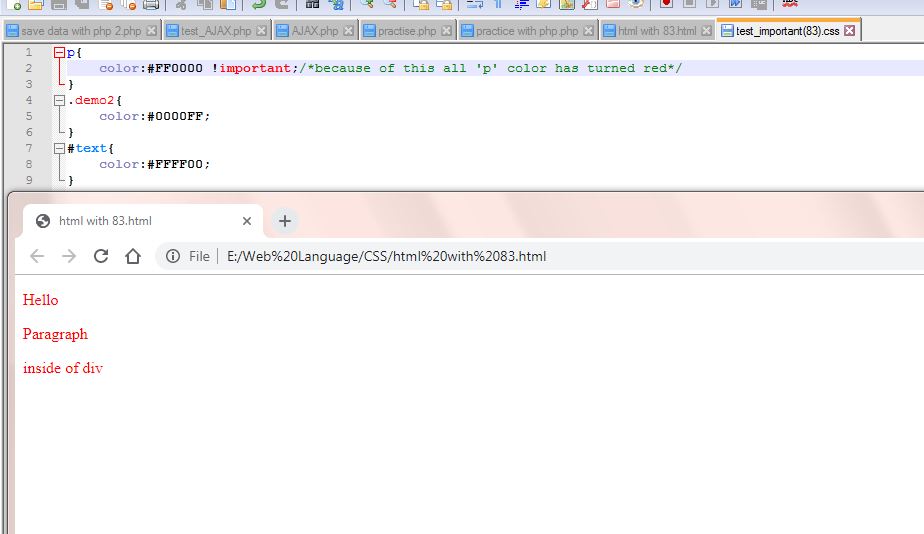 save data with php 2.php test_AJAX.php AJAX.php practise.php practice with php.php html with 83.html test_important(83).css
1 p{
2 color:#FF0000 !important;/*because of this all 'p' color has turned red*/
3 }
4 .demo2{
5 color:#0000FF;
6 }
7 #text{
8 color:#FFFF00;
9 }
html with 83.html
File E:/Web%20Language/CSS/html%20with%2083.html
Hello
Paragraph
inside of div